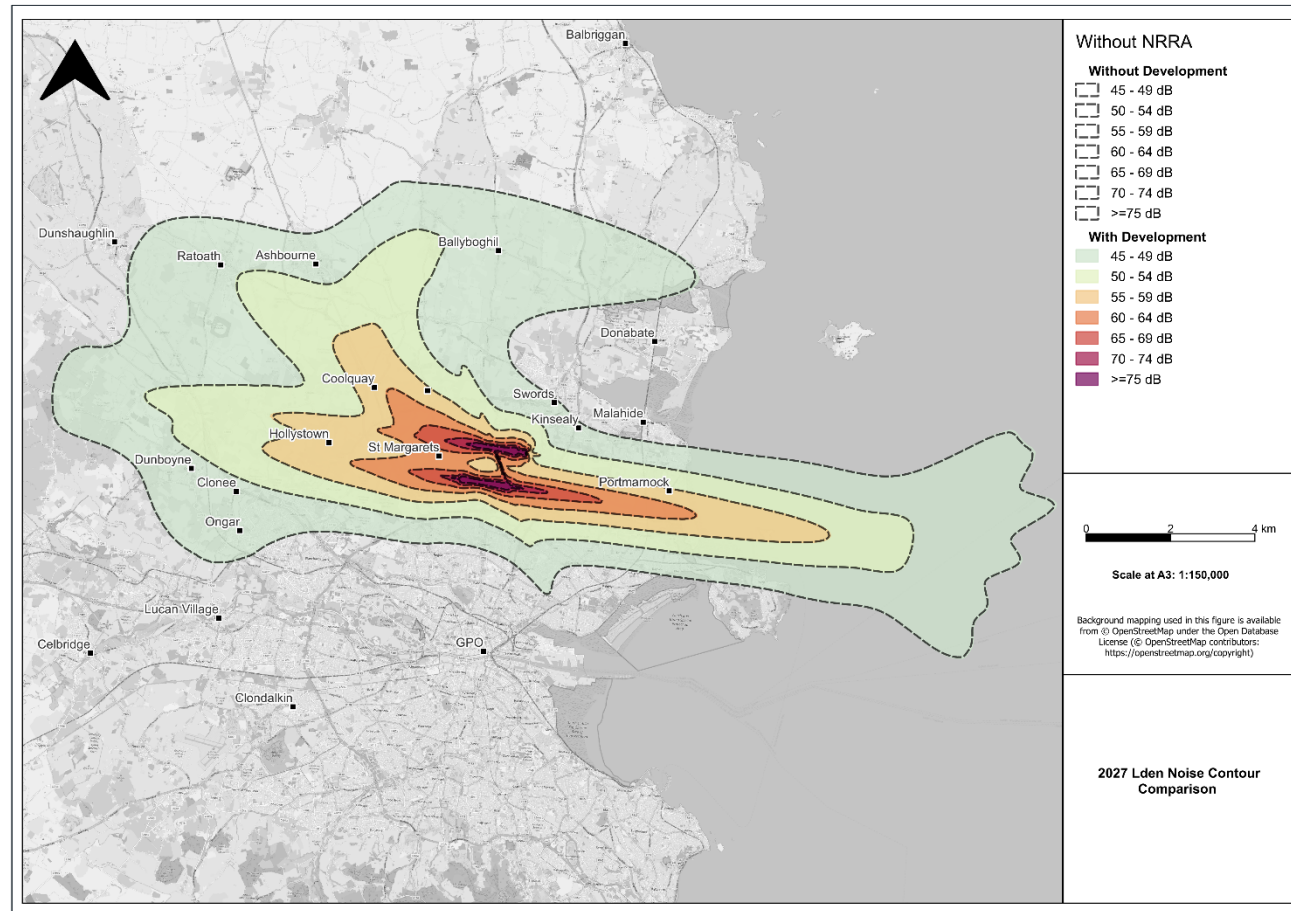 Balbriggan
Dunshaughlin
Ratoath
Ashbourne
Ballyboghil
Donabate
Coolquay
Swords
Kinsealy
Malahide
Hollystown
St Margarets
Dunboyne
Clonee
Portmarnock
Ongar
Lucan Village
Celbridge
GPO
Clondalkin
Without NRRA
Without Development
45 - 49 dB
50 - 54 dB
55 - 59 dB
60 - 64 dB
65 - 69 dB
70 - 74 dB
>=75 dB
With Development
45 - 49 dB
50 - 54 dB
55 - 59 dB
60 - 64 dB
65 - 69 dB
70 - 74 dB
>=75 dB
0 2 4 km
Scale at A3: 1:150,000
Background mapping used in this figure is available
from © OpenStreetMap under the Open Database
License (© OpenStreetMap contributors:
https://openstreetmap.org/copyright)
2027 Lden Noise Contour
Comparison